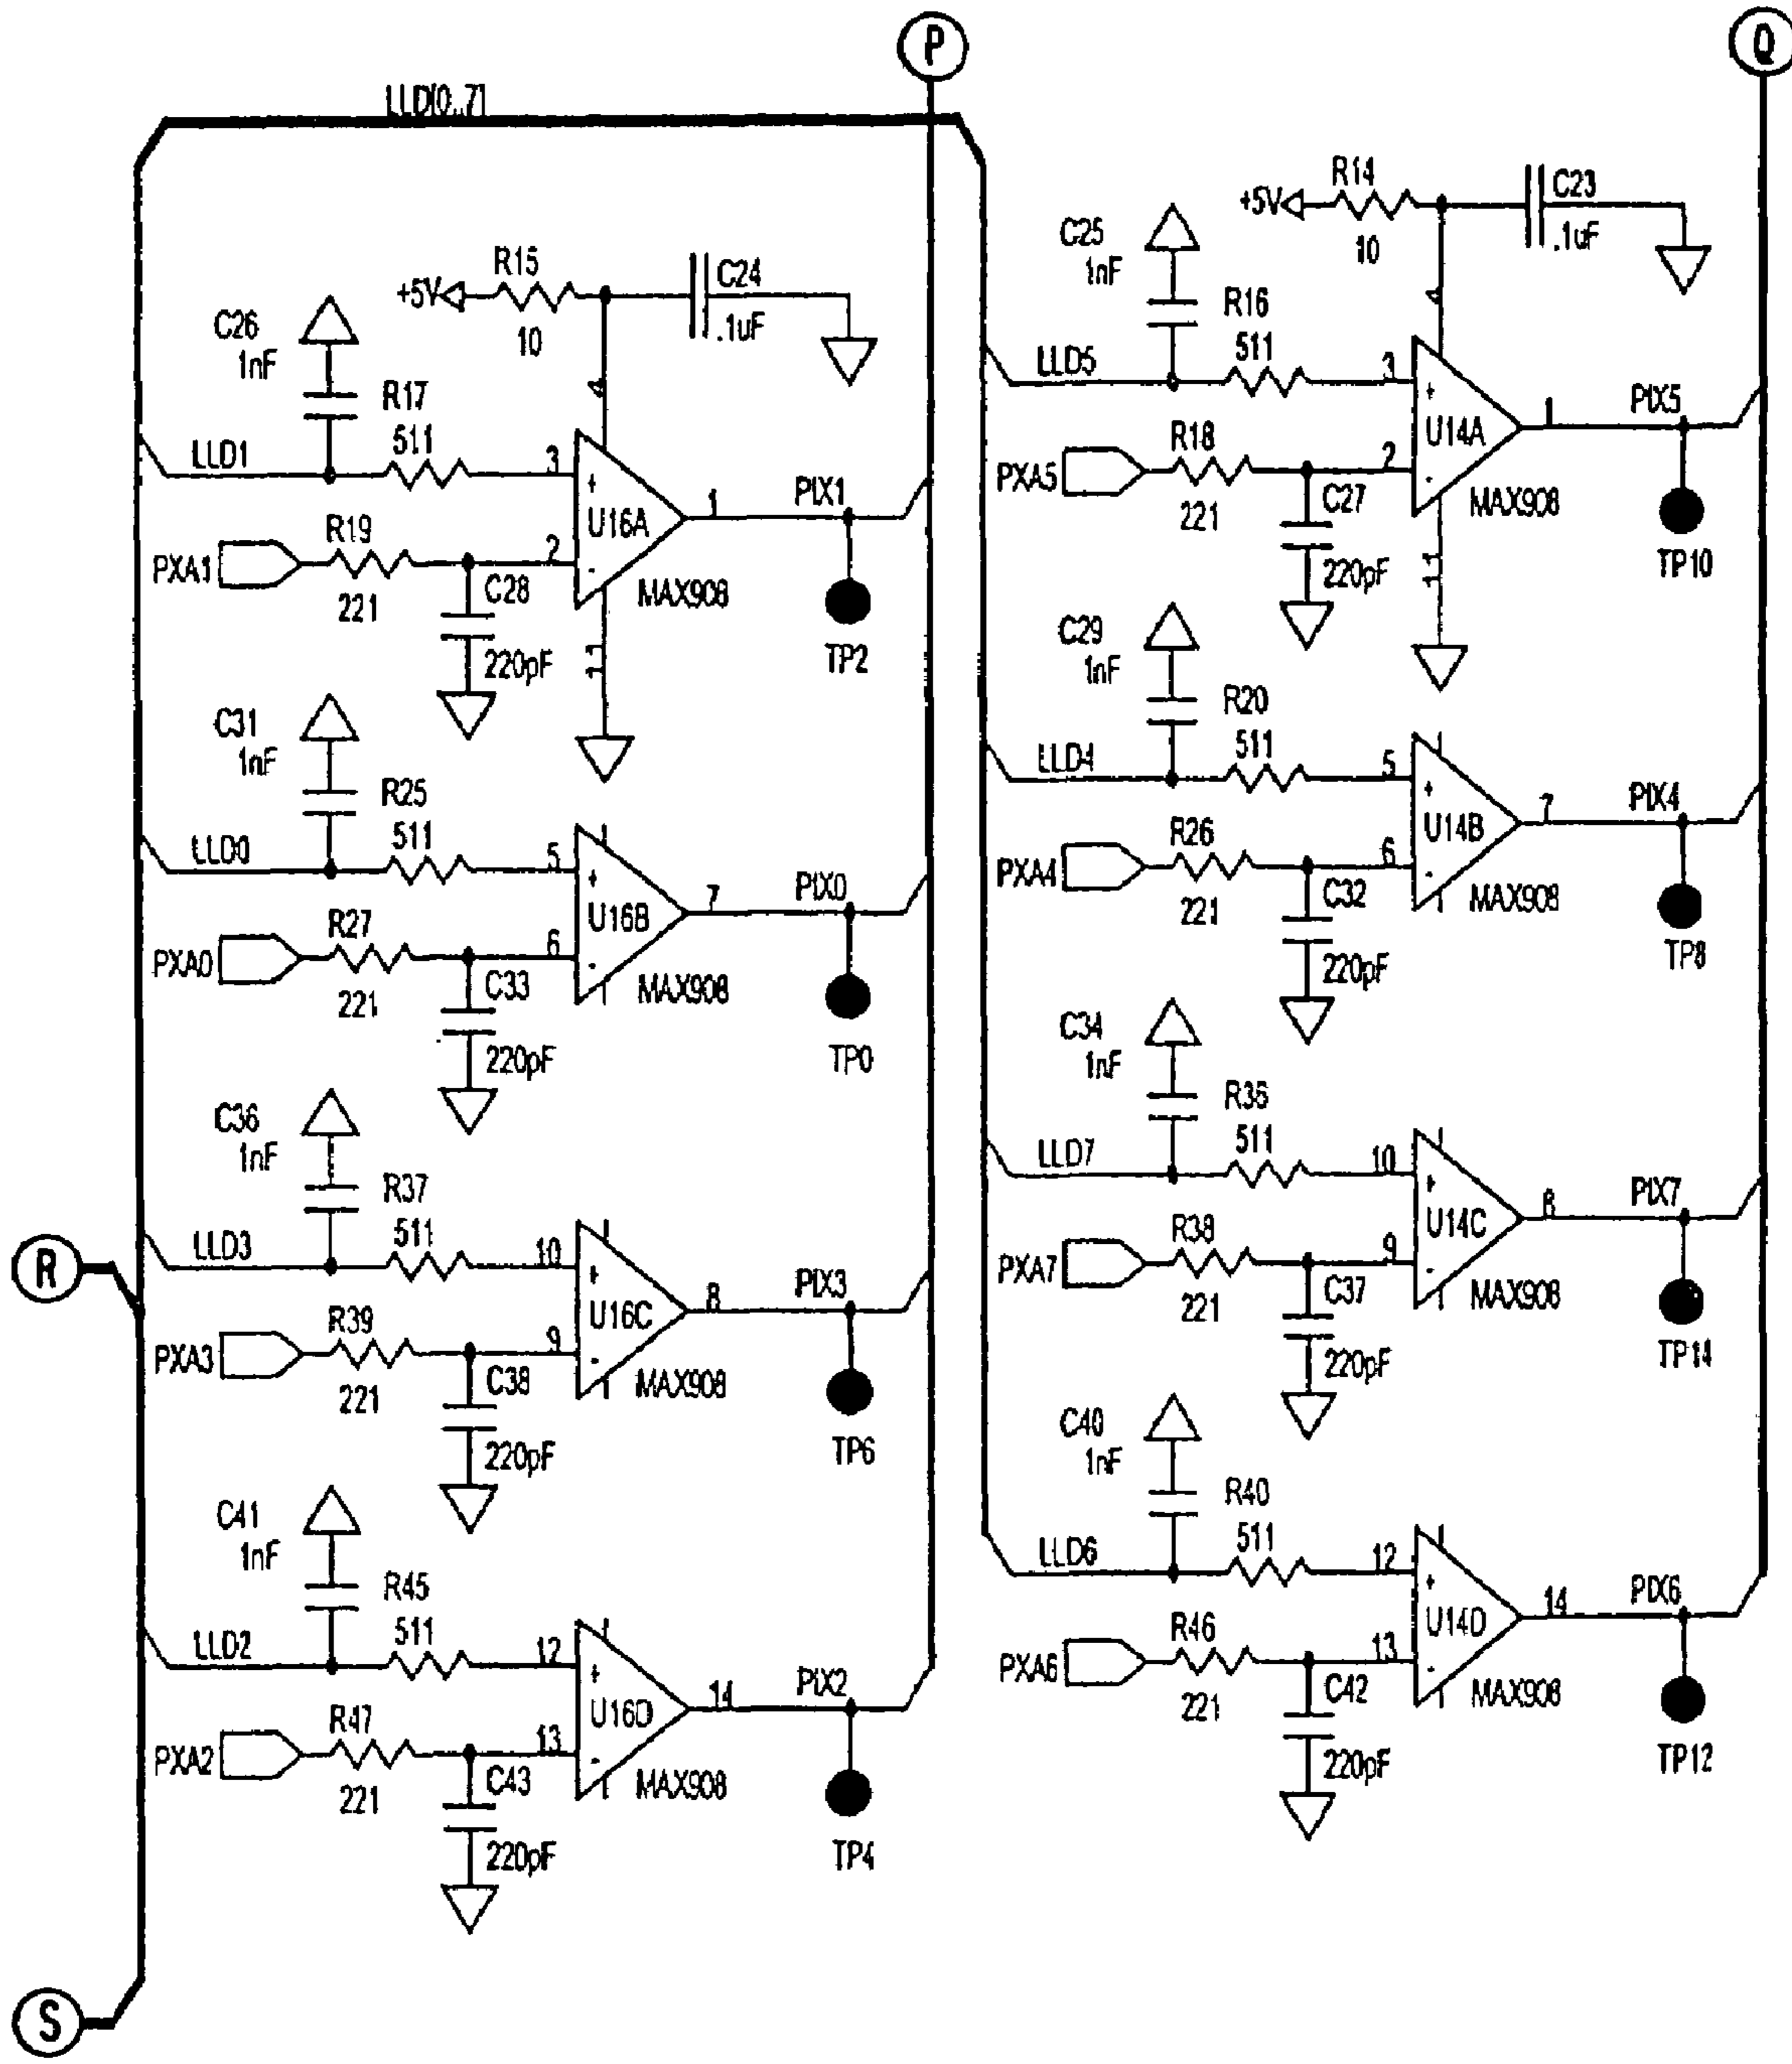 P
Q
LLD[0..7]
+5V
R14
10
C23
.1uF
C25
1nF
R16
511
LLD5
3
4
+
U14A
-
1
PIX5
PXA5
R18
221
2
C27
220pF
11
MAX908
TP10
+5V
R15
10
C24
.1uF
C26
1nF
R17
511
LLD1
3
4
+
U16A
-
1
PIX1
PXA1
R19
221
2
C28
220pF
11
MAX908
TP2
C29
1nF
R20
511
LLD4
5
+
U14B
-
7
PIX4
PXA4
R26
221
6
C32
220pF
MAX908
TP8
C31
1nF
R25
511
LLD0
5
+
U16B
-
7
PIX0
PXA0
R27
221
6
C33
220pF
MAX908
TP0
C34
1nF
R36
511
LLD7
10
+
U14C
-
8
PIX7
PXA7
R38
221
9
C37
220pF
MAX908
TP14
C36
1nF
R37
511
LLD3
10
+
U16C
-
8
PIX3
PXA3
R39
221
9
C38
220pF
MAX908
TP6
R
C40
1nF
R40
511
LLD6
12
+
U14D
-
14
PIX6
PXA6
R46
221
13
C42
220pF
MAX908
TP12
C41
1nF
R45
511
LLD2
12
+
U16D
-
14
PIX2
PXA2
R47
221
13
C43
220pF
MAX908
TP4
S